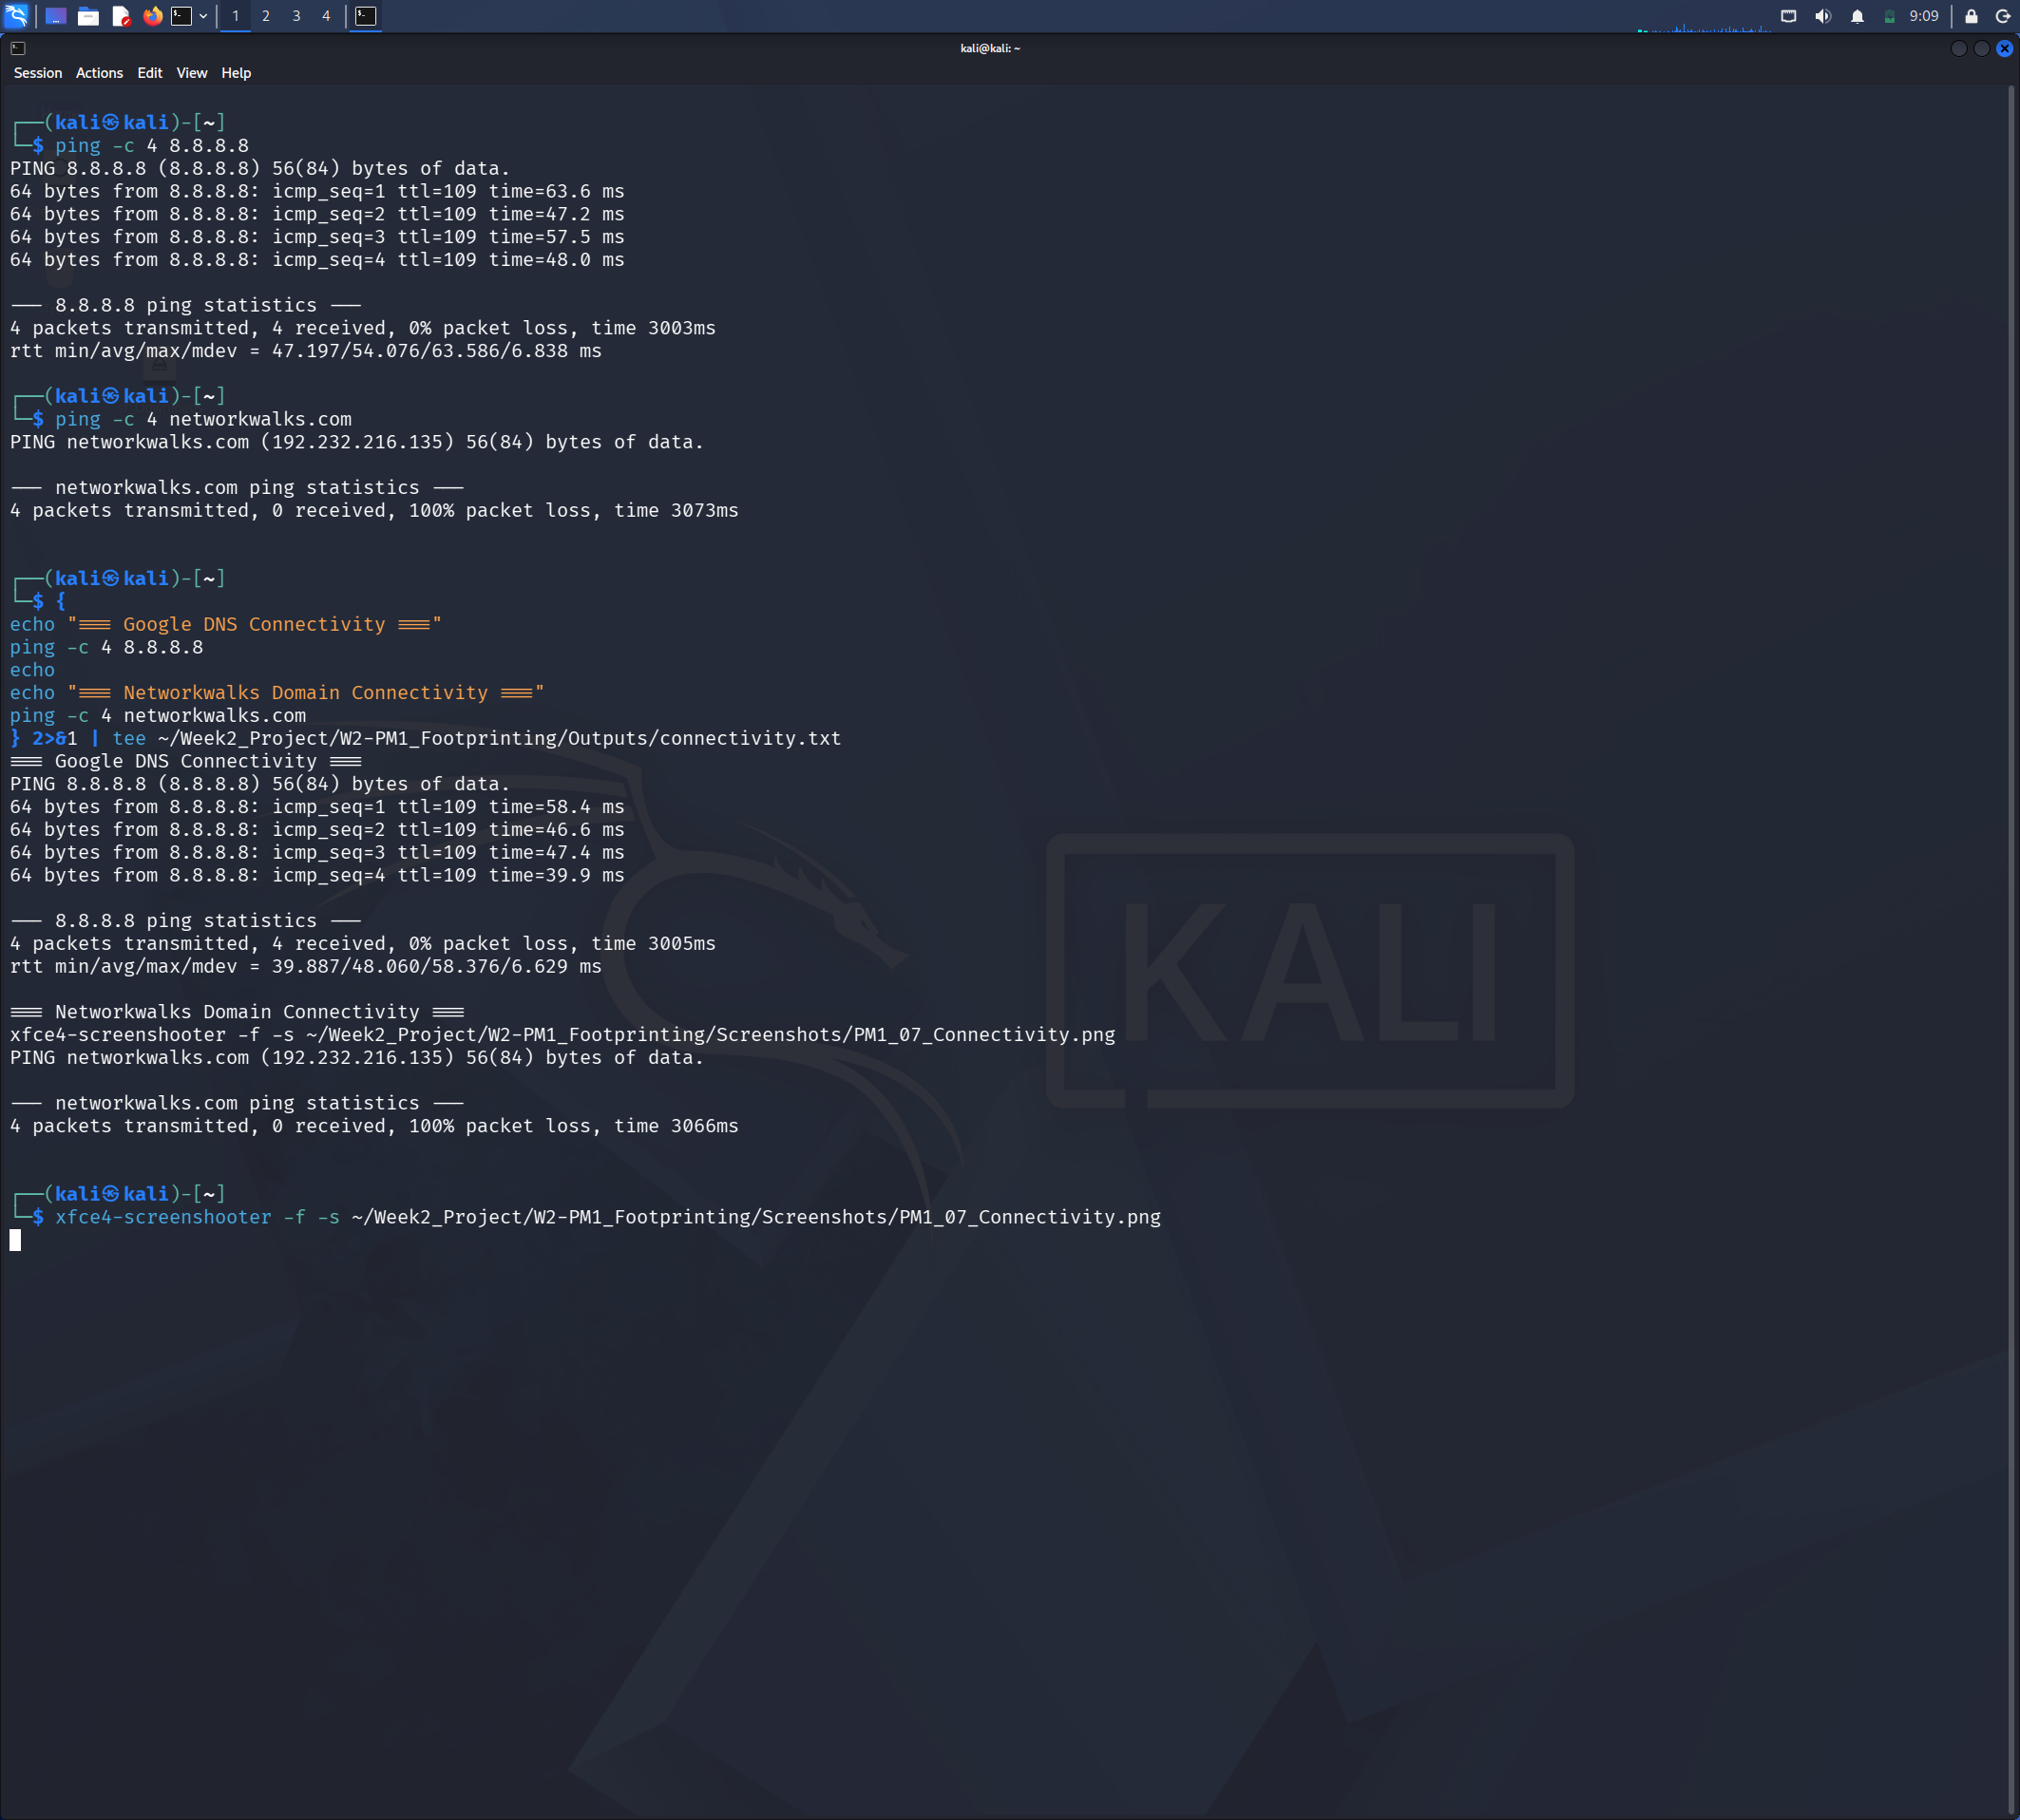 1 2 3 4 9:09
kali@kali: ~
Session Actions Edit View Help
┌──(kali㉿kali)-[~]
└─$ ping -c 4 8.8.8.8
PING 8.8.8.8 (8.8.8.8) 56(84) bytes of data.
64 bytes from 8.8.8.8: icmp_seq=1 ttl=109 time=63.6 ms
64 bytes from 8.8.8.8: icmp_seq=2 ttl=109 time=47.2 ms
64 bytes from 8.8.8.8: icmp_seq=3 ttl=109 time=57.5 ms
64 bytes from 8.8.8.8: icmp_seq=4 ttl=109 time=48.0 ms
--- 8.8.8.8 ping statistics ---
4 packets transmitted, 4 received, 0% packet loss, time 3003ms
rtt min/avg/max/mdev = 47.197/54.076/63.586/6.838 ms
┌──(kali㉿kali)-[~]
└─$ ping -c 4 networkwalks.com
PING networkwalks.com (192.232.216.135) 56(84) bytes of data.
--- networkwalks.com ping statistics ---
4 packets transmitted, 0 received, 100% packet loss, time 3073ms
┌──(kali㉿kali)-[~]
└─$ {
echo "=== Google DNS Connectivity ==="
ping -c 4 8.8.8.8
echo
echo "=== Networkwalks Domain Connectivity ==="
ping -c 4 networkwalks.com
} 2>&1 | tee ~/Week2_Project/W2-PM1_Footprinting/Outputs/connectivity.txt
=== Google DNS Connectivity ===
PING 8.8.8.8 (8.8.8.8) 56(84) bytes of data.
64 bytes from 8.8.8.8: icmp_seq=1 ttl=109 time=58.4 ms
64 bytes from 8.8.8.8: icmp_seq=2 ttl=109 time=46.6 ms
64 bytes from 8.8.8.8: icmp_seq=3 ttl=109 time=47.4 ms
64 bytes from 8.8.8.8: icmp_seq=4 ttl=109 time=39.9 ms
--- 8.8.8.8 ping statistics ---
4 packets transmitted, 4 received, 0% packet loss, time 3005ms
rtt min/avg/max/mdev = 39.887/48.060/58.376/6.629 ms
=== Networkwalks Domain Connectivity ===
xfce4-screenshooter -f -s ~/Week2_Project/W2-PM1_Footprinting/Screenshots/PM1_07_Connectivity.png
PING networkwalks.com (192.232.216.135) 56(84) bytes of data.
--- networkwalks.com ping statistics ---
4 packets transmitted, 0 received, 100% packet loss, time 3066ms
┌──(kali㉿kali)-[~]
└─$ xfce4-screenshooter -f -s ~/Week2_Project/W2-PM1_Footprinting/Screenshots/PM1_07_Connectivity.png
KALI